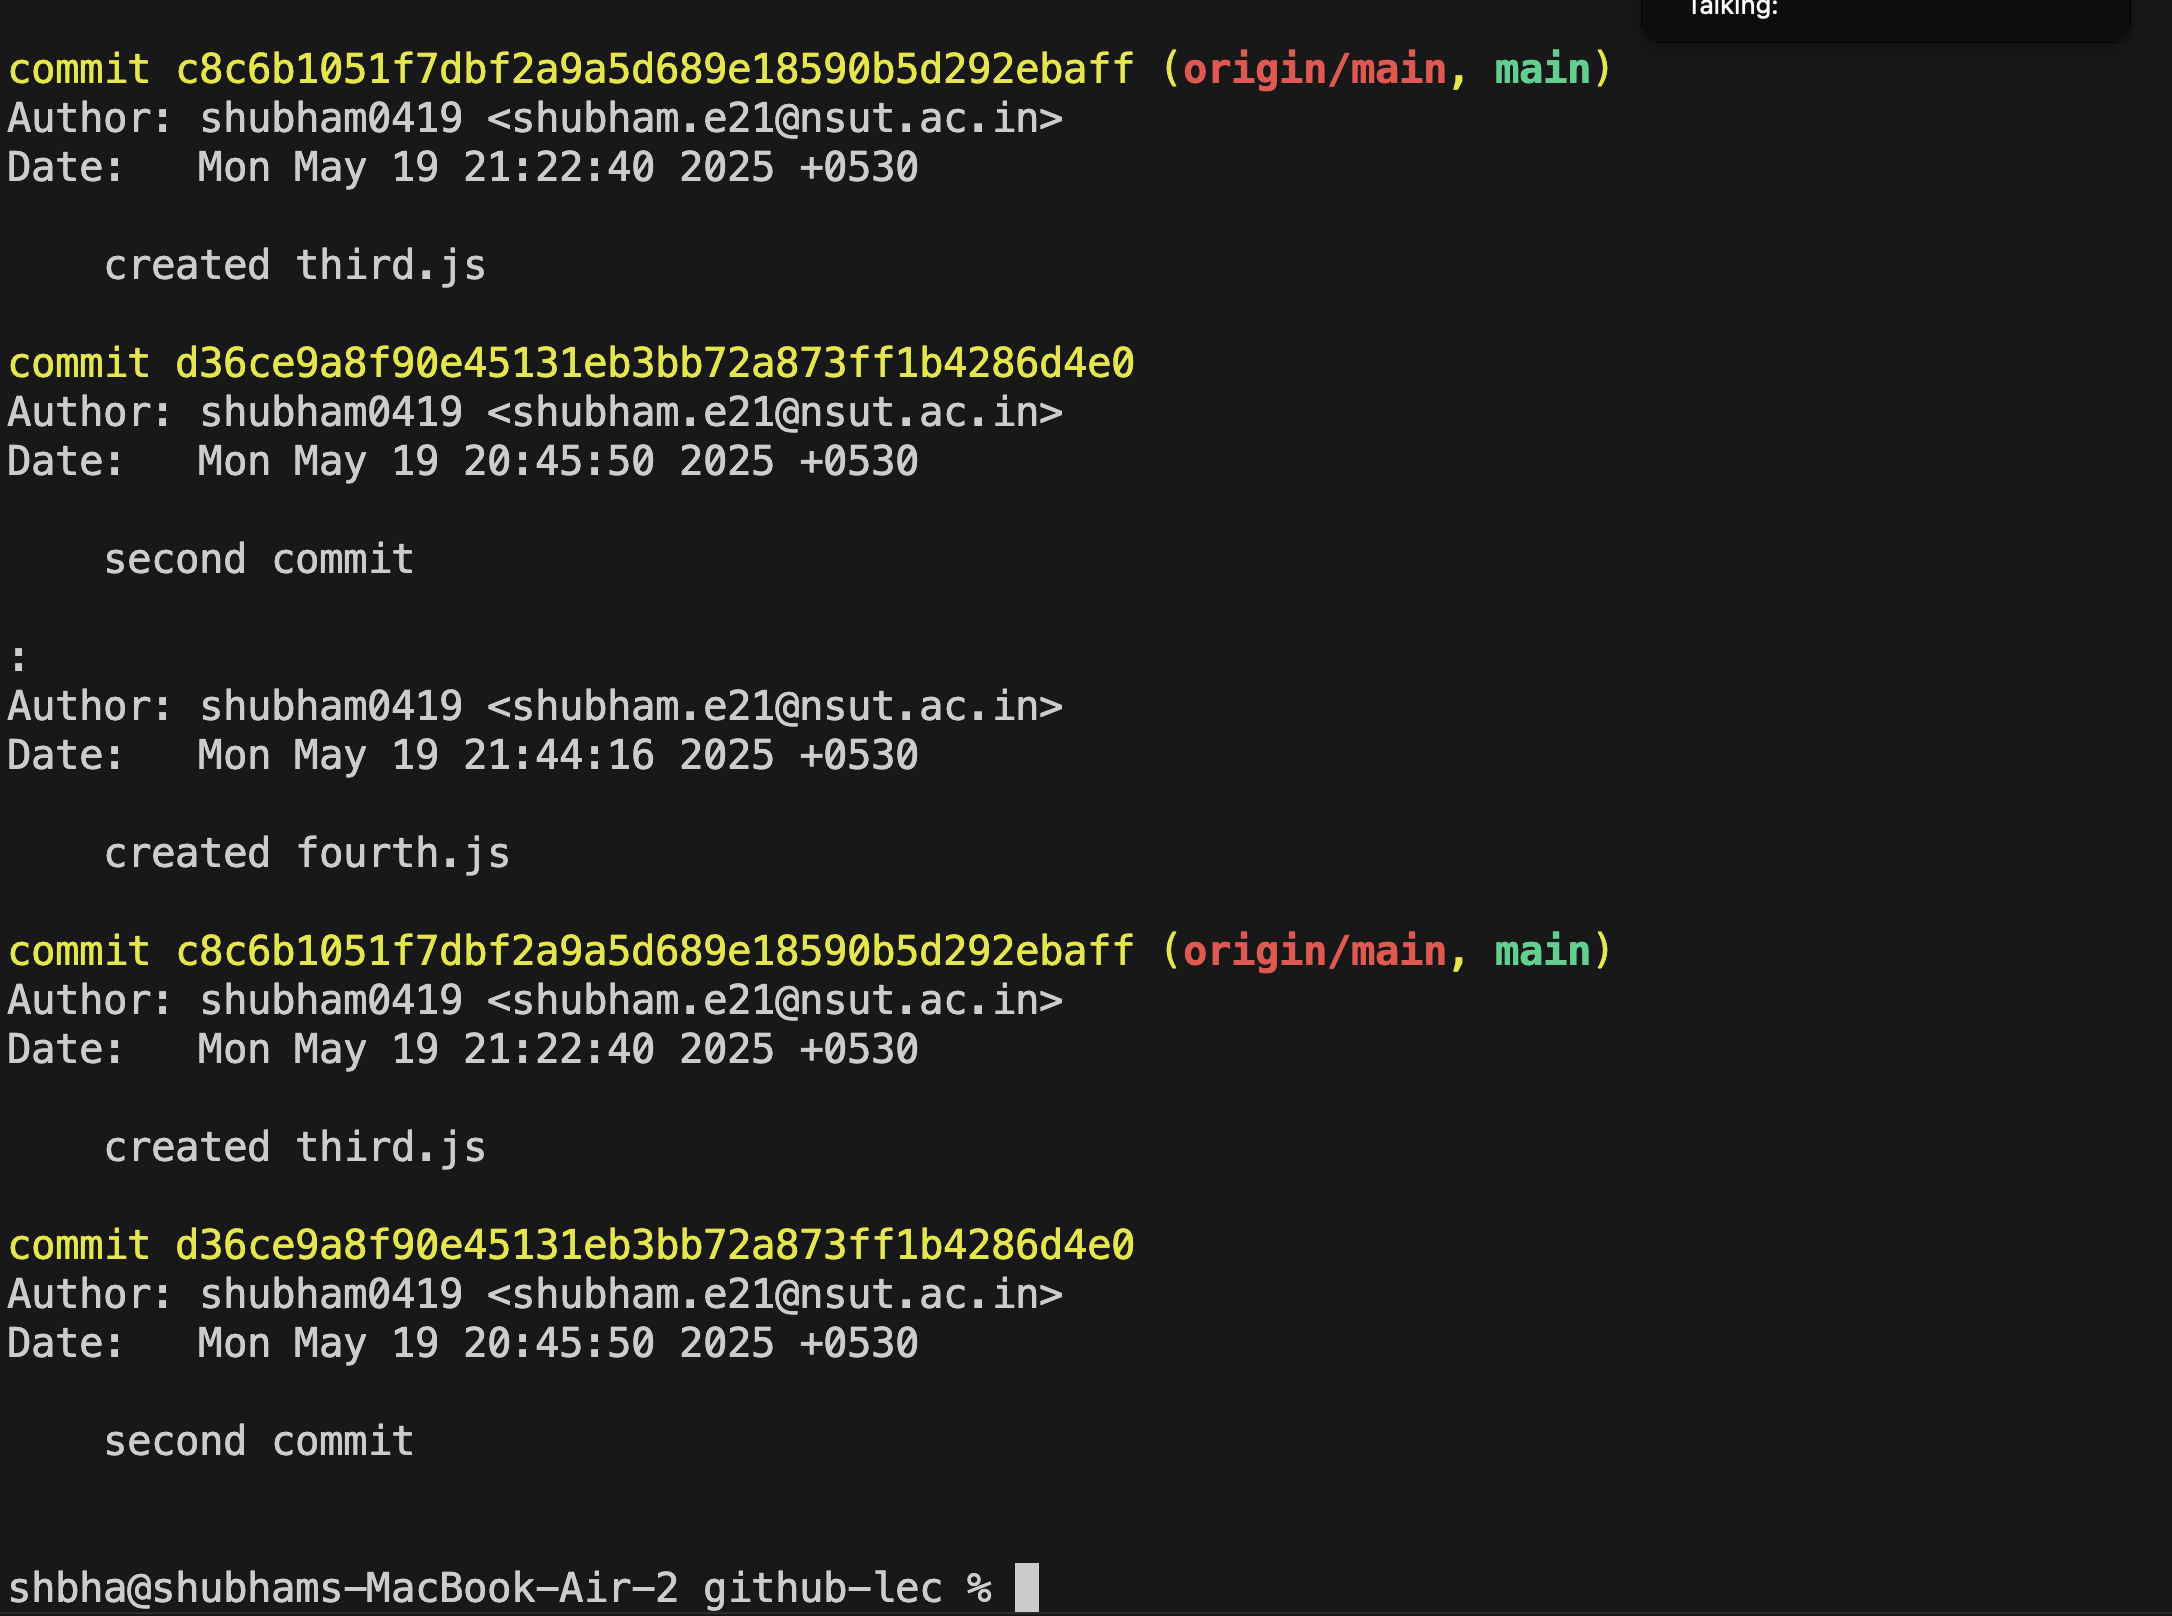 Talking:
commit c8c6b1051f7dbf2a9a5d689e18590b5d292ebaff (origin/main, main)
Author: shubham0419 <shubham.e21@nsut.ac.in>
Date:   Mon May 19 21:22:40 2025 +0530
    created third.js
commit d36ce9a8f90e45131eb3bb72a873ff1b4286d4e0
Author: shubham0419 <shubham.e21@nsut.ac.in>
Date:   Mon May 19 20:45:50 2025 +0530
    second commit
:
Author: shubham0419 <shubham.e21@nsut.ac.in>
Date:   Mon May 19 21:44:16 2025 +0530
    created fourth.js
commit c8c6b1051f7dbf2a9a5d689e18590b5d292ebaff (origin/main, main)
Author: shubham0419 <shubham.e21@nsut.ac.in>
Date:   Mon May 19 21:22:40 2025 +0530
    created third.js
commit d36ce9a8f90e45131eb3bb72a873ff1b4286d4e0
Author: shubham0419 <shubham.e21@nsut.ac.in>
Date:   Mon May 19 20:45:50 2025 +0530
    second commit
shbha@shubhams-MacBook-Air-2 github-lec %